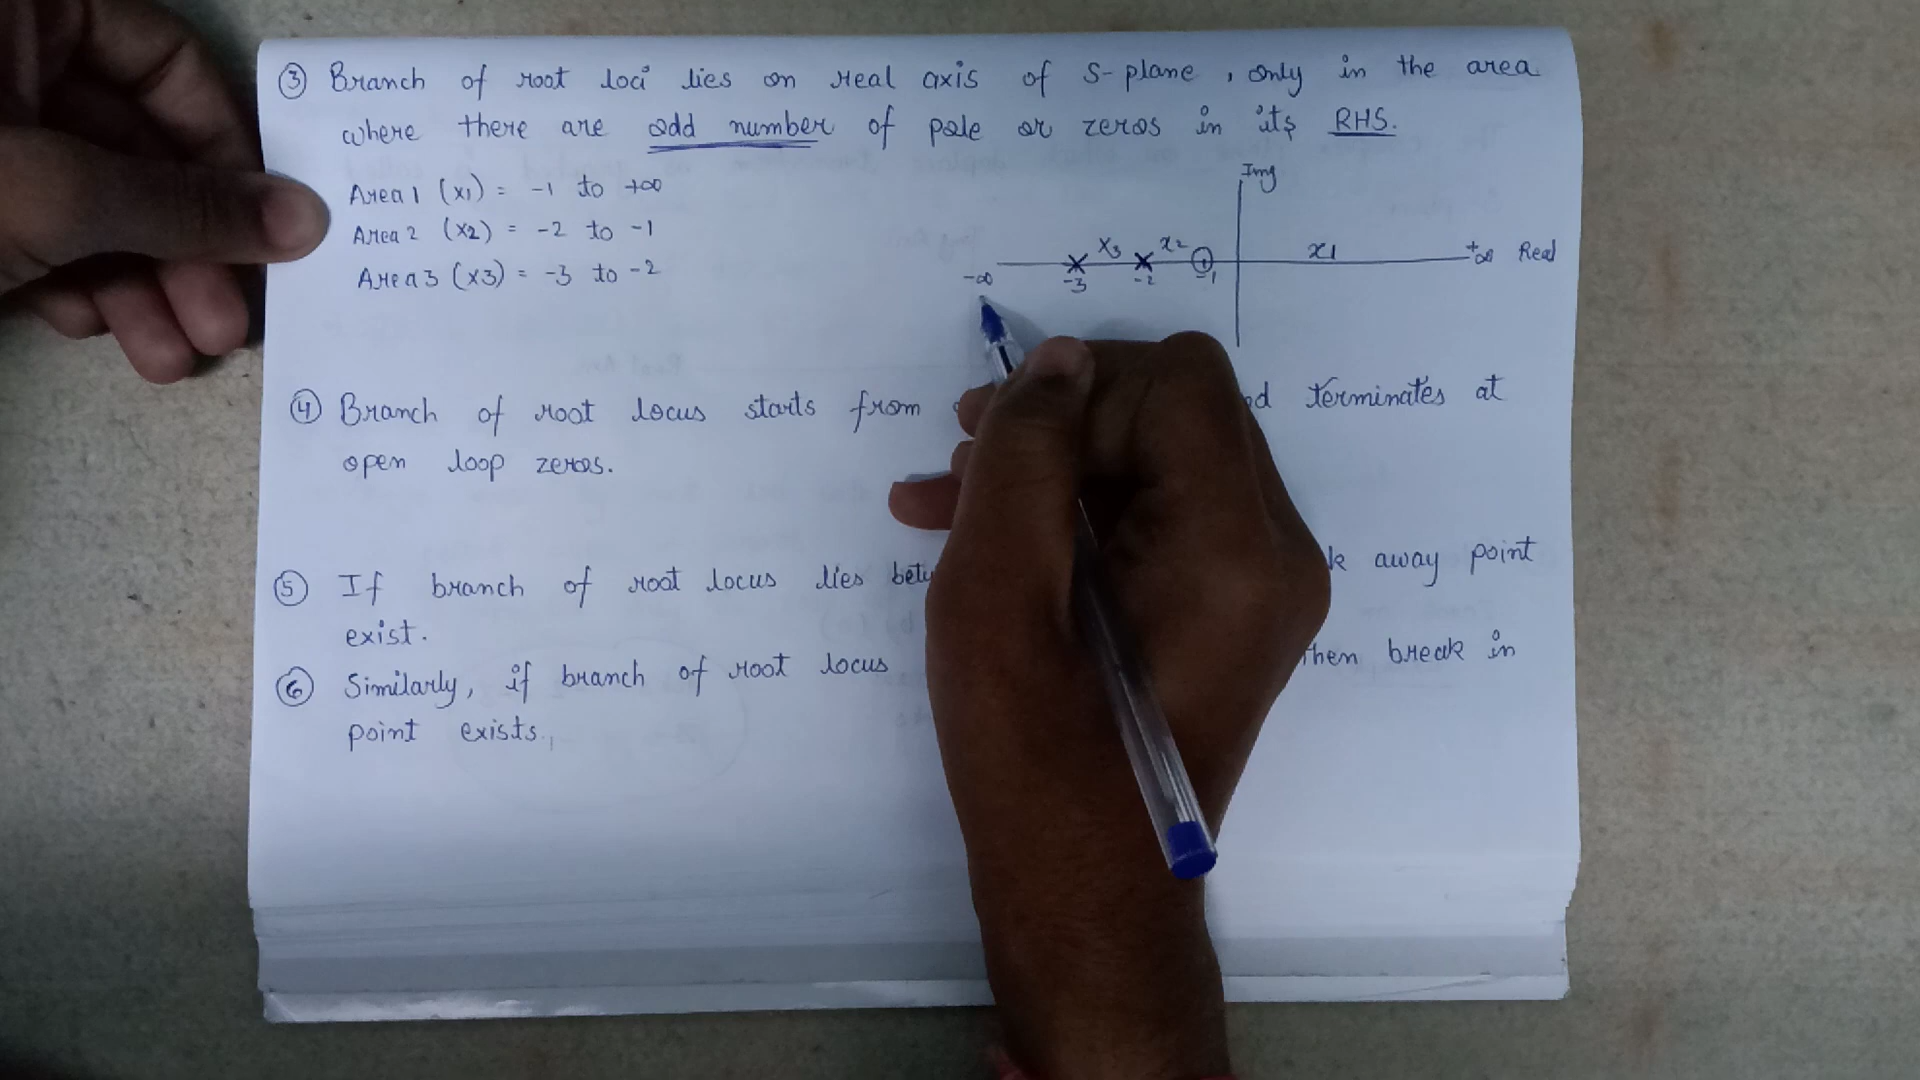 ③ Branch of root loci lies on real axis of S-plane, only in the area
where there are odd number of pole or zeros in its RHS.
Area 1 (x1) = -1 to +∞
Area 2 (x2) = -2 to -1
Area 3 (x3) = -3 to -2
Img
x3 x2 x1 +∞ Real
-∞ -3 -2 -1
④ Branch of root locus starts from terminates at
open loop zeros.
⑤ If branch of root locus lies away point
exist.
⑥ Similarly, if branch of root locus then break in
point exists.